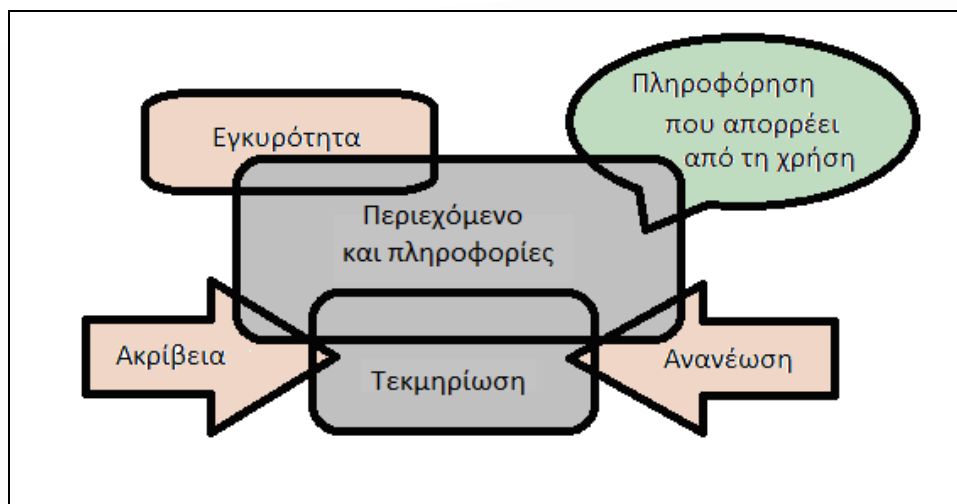 Πληροφόρηση
που απορρέει
από τη χρήση
Εγκυρότητα
Περιεχόμενο
και πληροφορίες
Ακρίβεια
Τεκμηρίωση
Ανανέωση